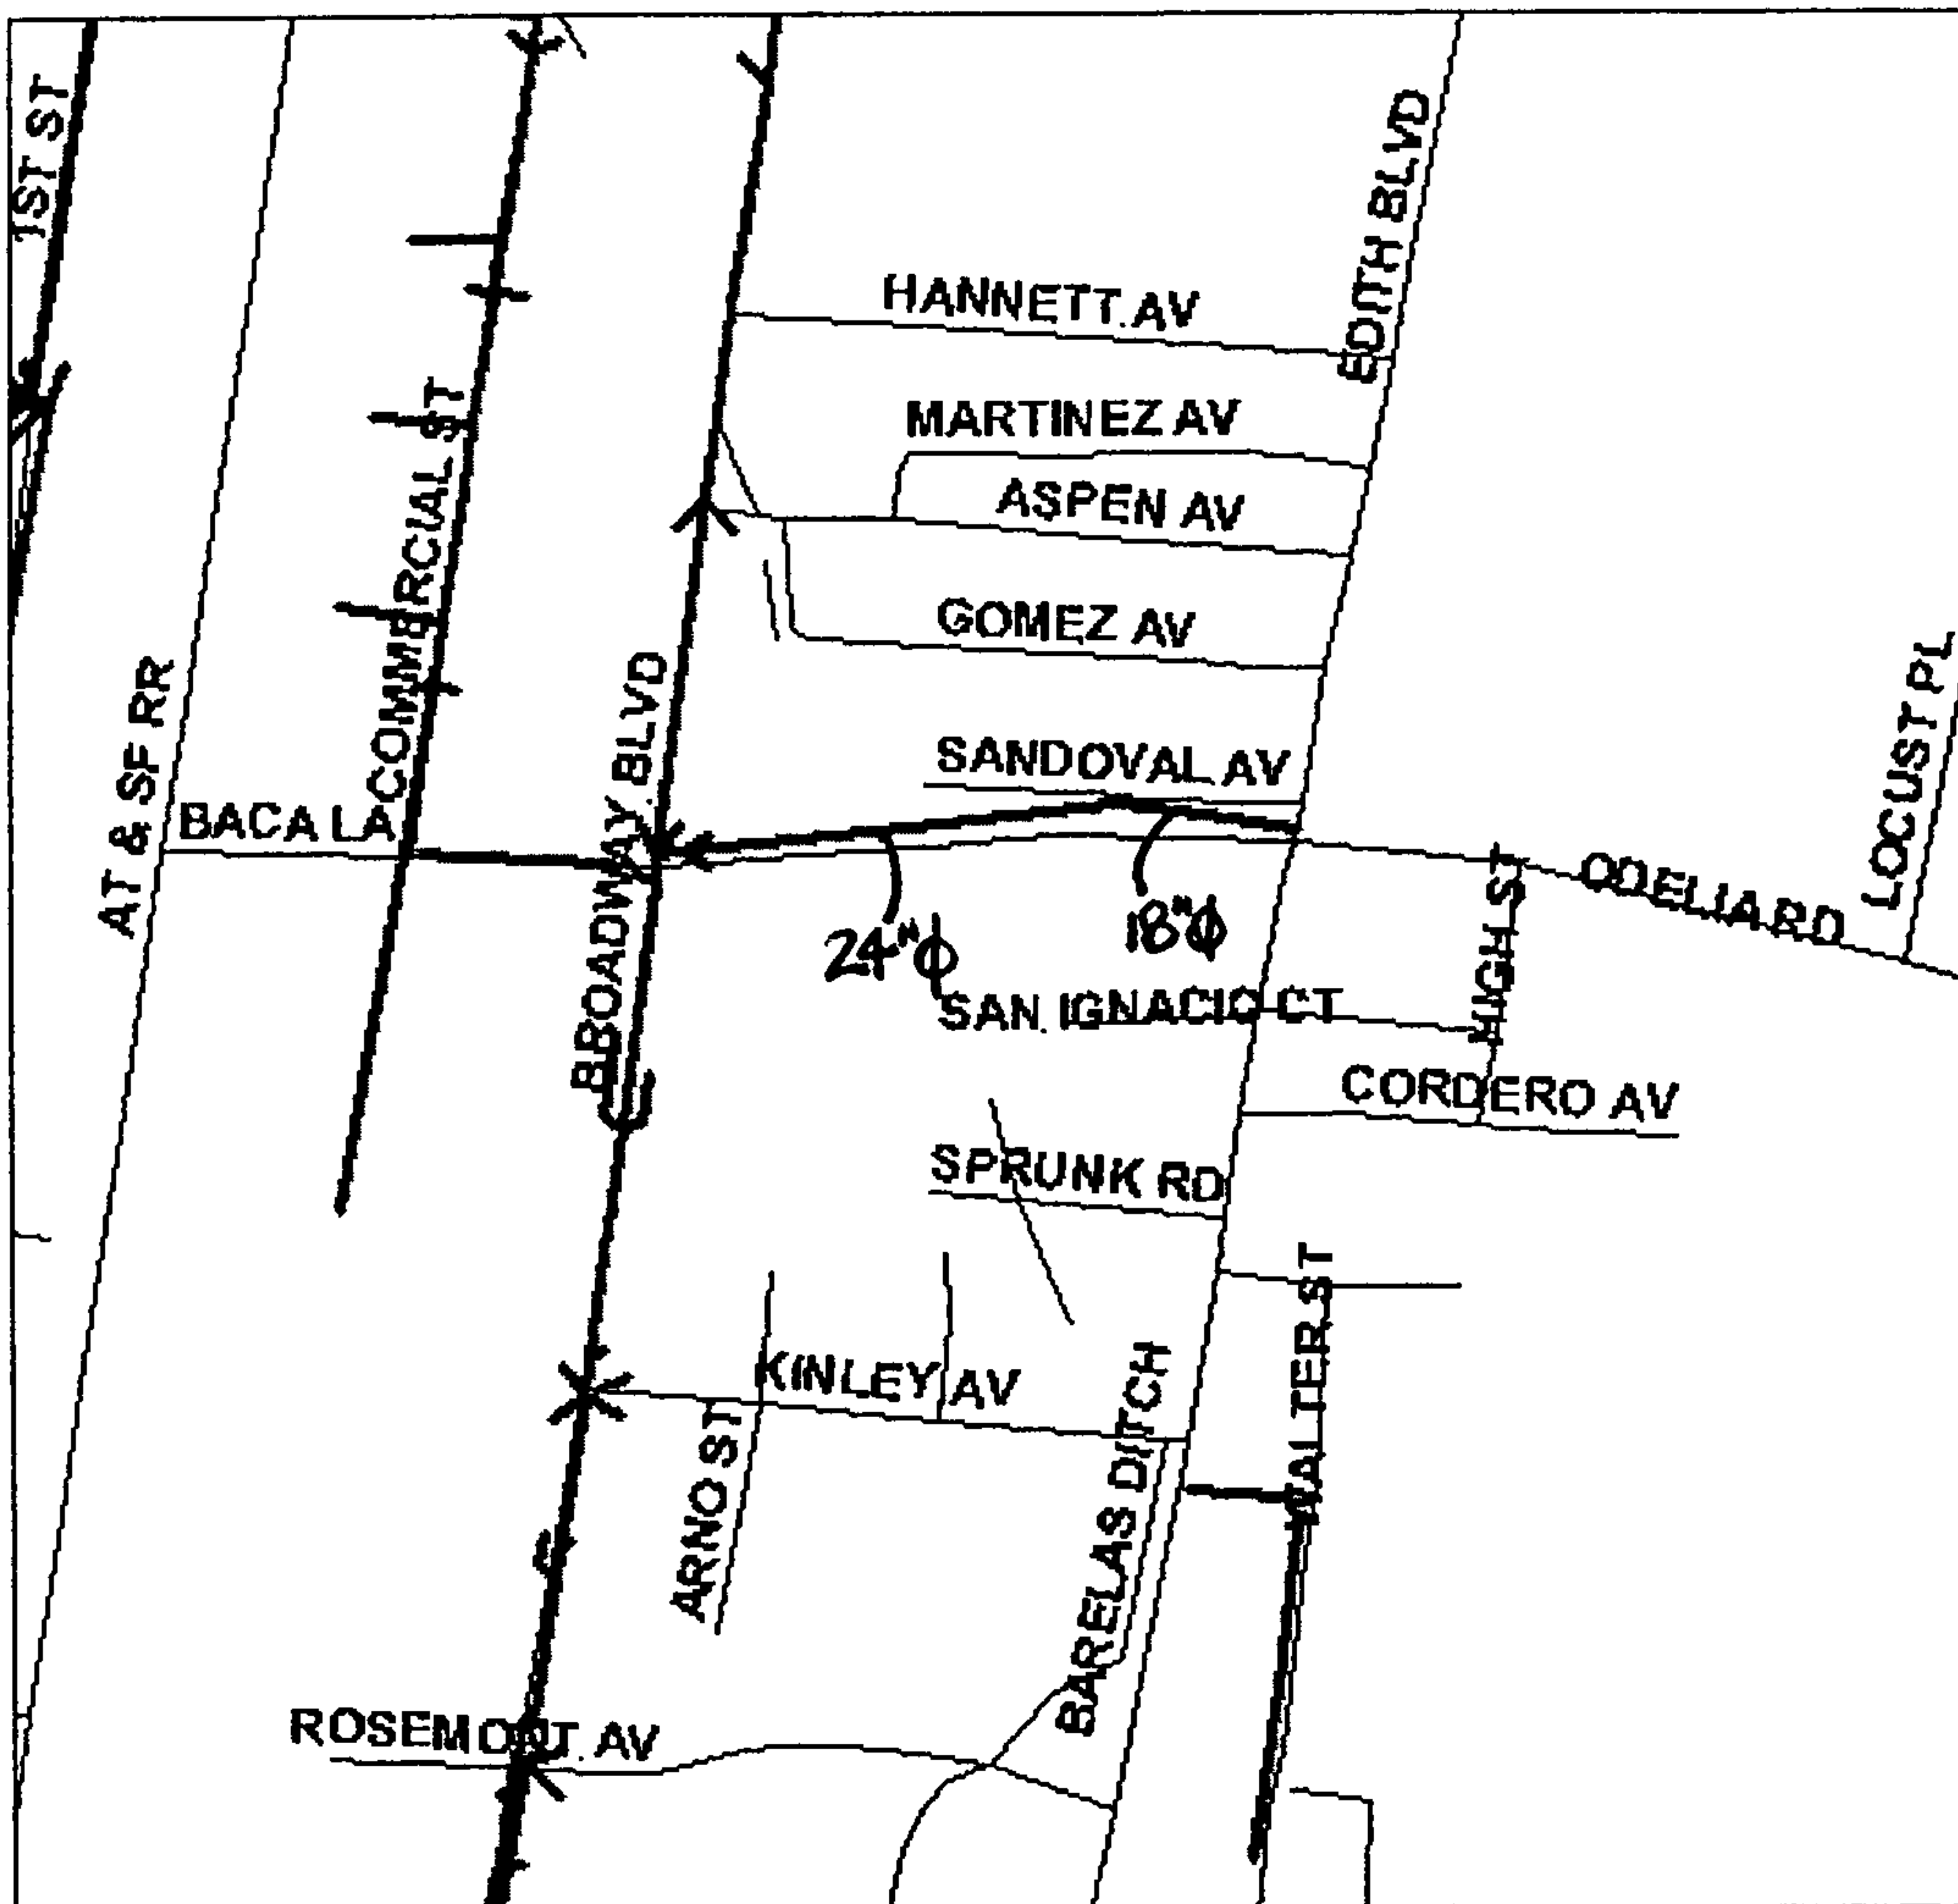 1ST ST
EDITH BLVD
HANNETT AV
MARTINEZ AV
COMMERCIAL ST
ASPEN AV
GOMEZ AV
AT & SF RR
BROADWAY BLVD
LOCUST PL
SANDOVAL AV
BACA LA
ODELIA RD
HIGH ST
24"ϕ
18"ϕ
SAN IGNACIO CT
CORDERO AV
SPRUNK RD
WALTER ST
KINLEY AV
ARNO ST
BARELAS DITCH
ROSEMONT AV